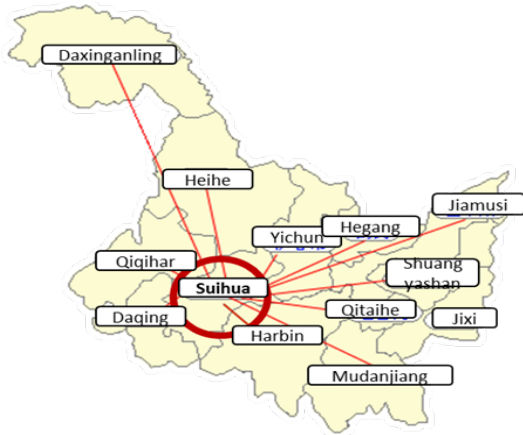 Daxinganling
Heihe
Jiamusi
Hegang
Yichun
Qiqihar
Shuang
yashan
Suihua
Qitaihe
Daqing
Jixi
Harbin
Mudanjiang